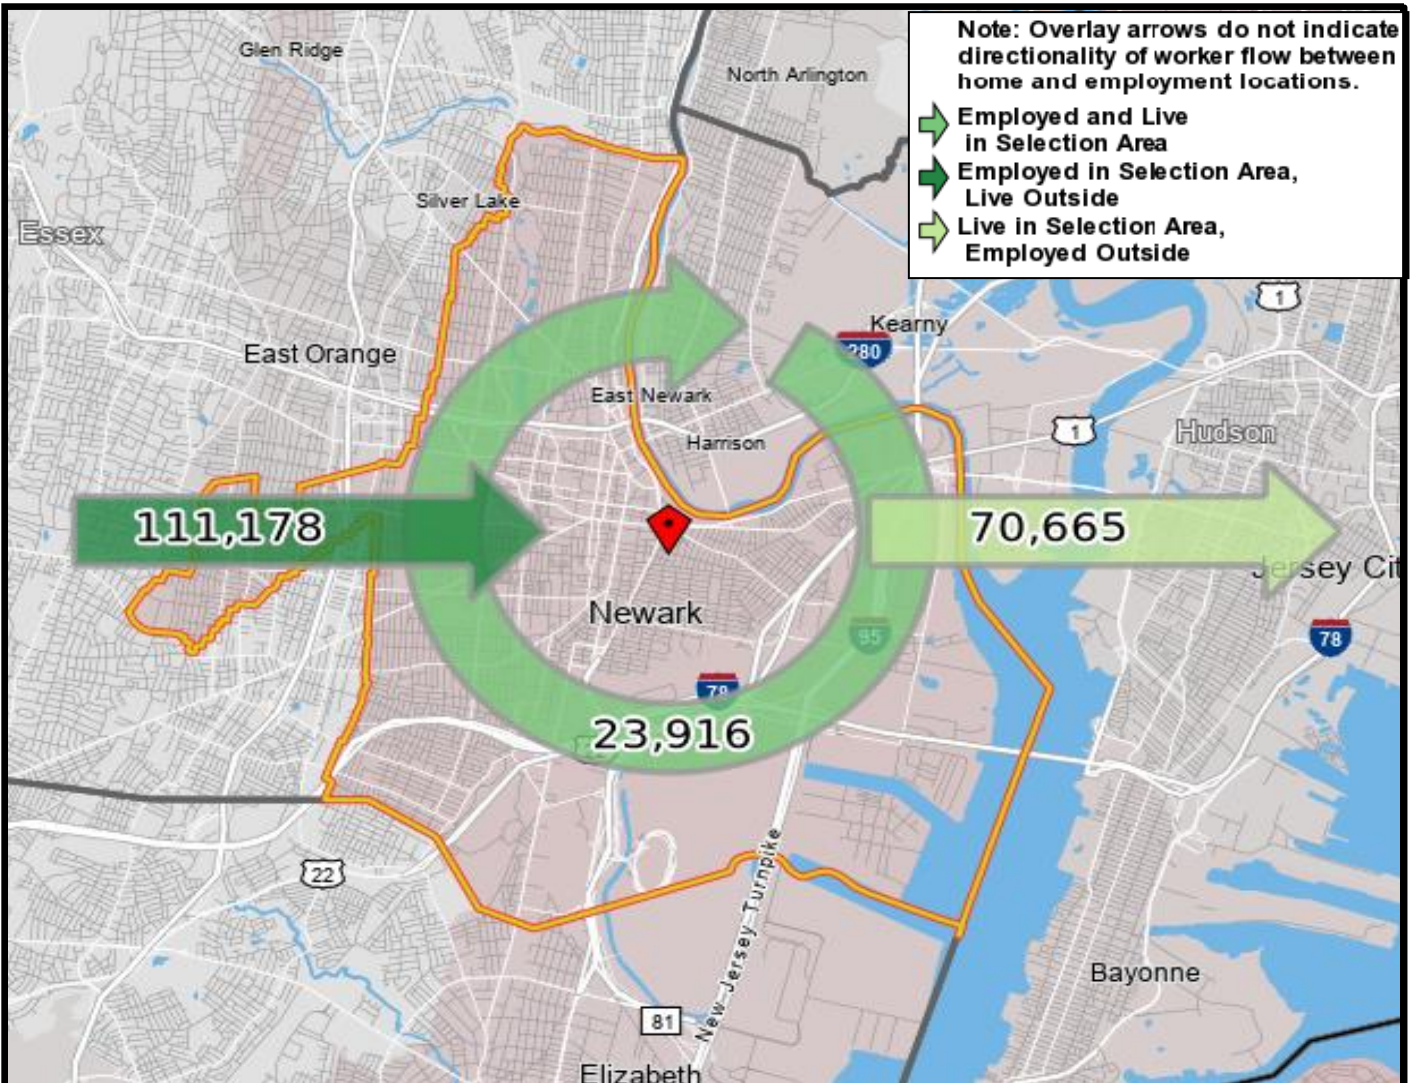 Note: Overlay arrows do not indicate
directionality of worker flow between
home and employment locations.
Employed and Live
in Selection Area
Employed in Selection Area,
Live Outside
Live in Selection Area,
Employed Outside
Glen Ridge
North Arlington
Silver Lake
Essex
1
Kearny
280
East Orange
East Newark
1
Hudson
Harrison
111,178
70,665
Jersey Cit
Newark
95
78
78
23,916
22
New Jersey Turnpike
Bayonne
81
Elizabeth